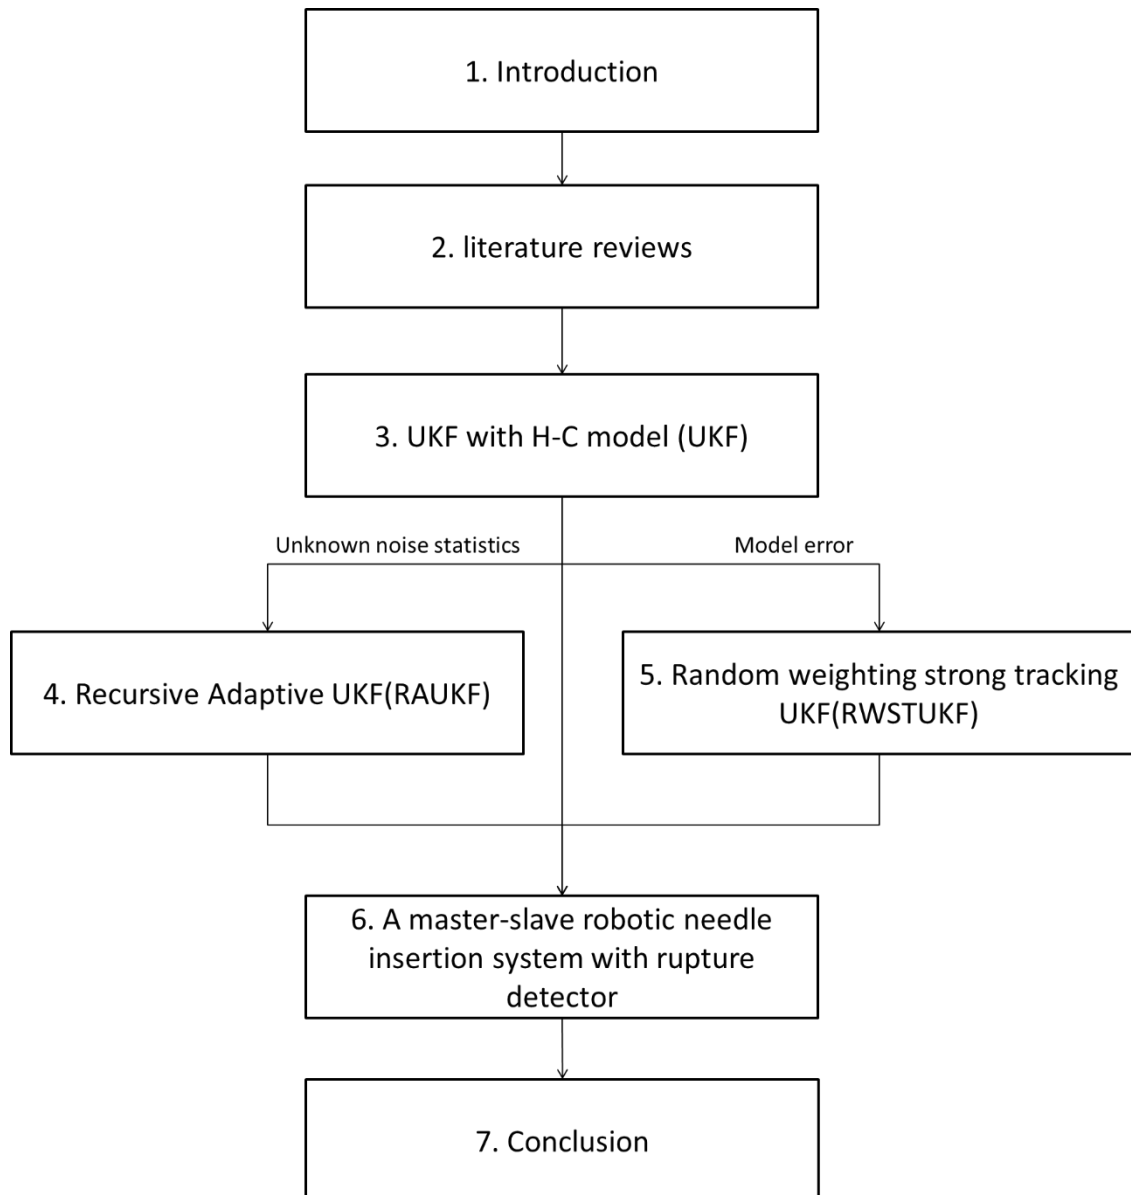 1. Introduction
2. literature reviews
3. UKF with H-C model (UKF)
Unknown noise statistics
Model error
4. Recursive Adaptive UKF(RAUKF)
5. Random weighting strong tracking
UKF(RWSTUKF)
6. A master-slave robotic needle
insertion system with rupture
detector
7. Conclusion